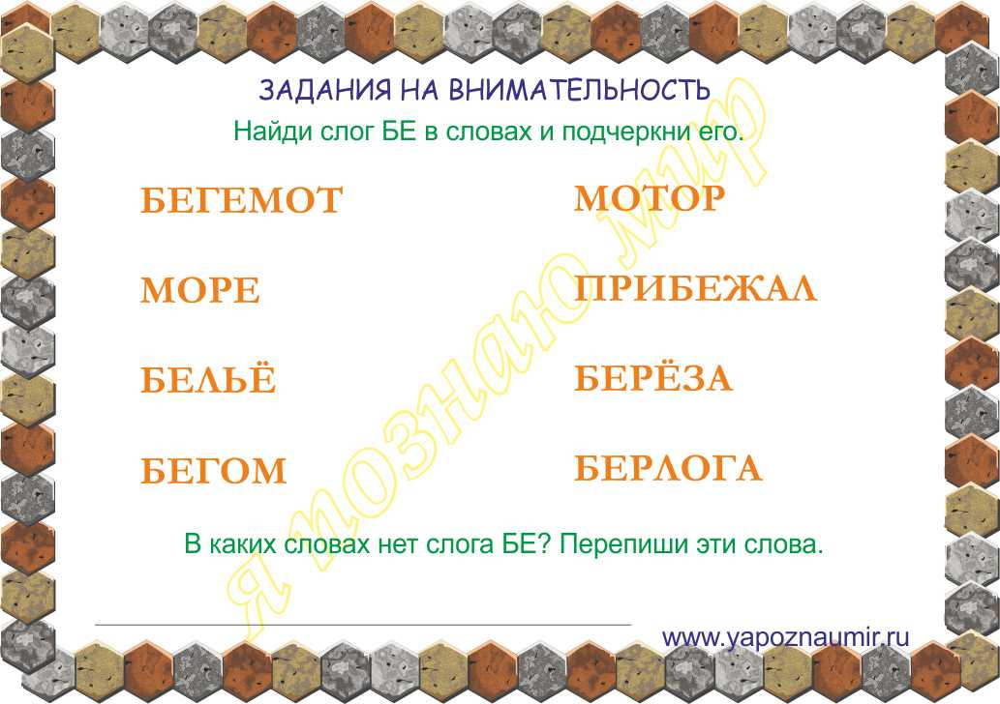 ЗАДАНИЯ НА ВНИМАТЕЛЬНОСТЬ
Найди слог БЕ в словах и подчеркни его.
БЕГЕМОТ
МОРЕ
БЕЛЬЁ
БЕГОМ
МОТОР
ПРИБЕЖАЛ
БЕРЁЗА
БЕРЛОГА
я познаю мир
В каких словах нет слога БЕ? Перепиши эти слова.
www.yapoznaumir.ru